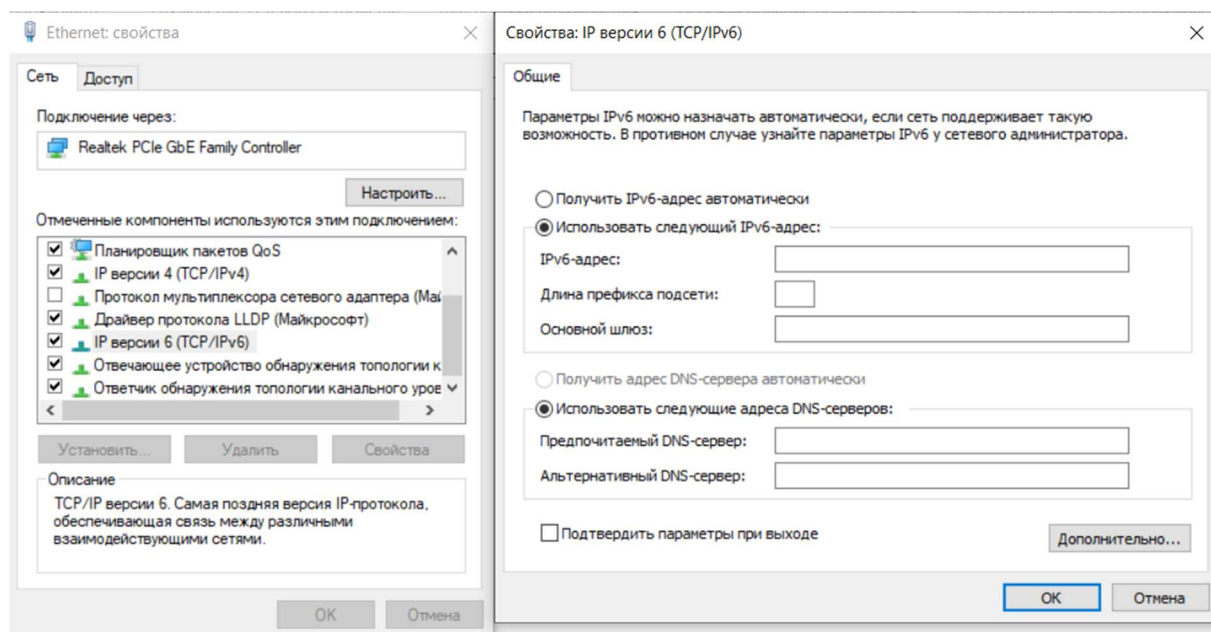 Ethernet: свойства
Сеть
Доступ
Подключение через:
Realtek PCIe GbE Family Controller
Настроить...
Отмеченные компоненты используются этим подключением:
Планировщик пакетов QoS
IP версии 4 (TCP/IPv4)
Протокол мультиплексора сетевого адаптера (Май
Драйвер протокола LLDP (Майкрософт)
IP версии 6 (TCP/IPv6)
Отвечающее устройство обнаружения топологии к
Ответчик обнаружения топологии канального уров
Установить...
Удалить
Свойства
Описание
TCP/IP версии 6. Самая поздняя версия IP-протокола,
обеспечивающая связь между различными
взаимодействующими сетями.
OK
Отмена
Свойства: IP версии 6 (TCP/IPv6)
Общие
Параметры IPv6 можно назначать автоматически, если сеть поддерживает такую
возможность. В противном случае узнайте параметры IPv6 у сетевого администратора.
Получить IPv6-адрес автоматически
Использовать следующий IPv6-адрес:
IPv6-адрес:
Длина префикса подсети:
Основной шлюз:
Получить адрес DNS-сервера автоматически
Использовать следующие адреса DNS-серверов:
Предпочитаемый DNS-сервер:
Альтернативный DNS-сервер:
Подтвердить параметры при выходе
Дополнительно...
OK
Отмена